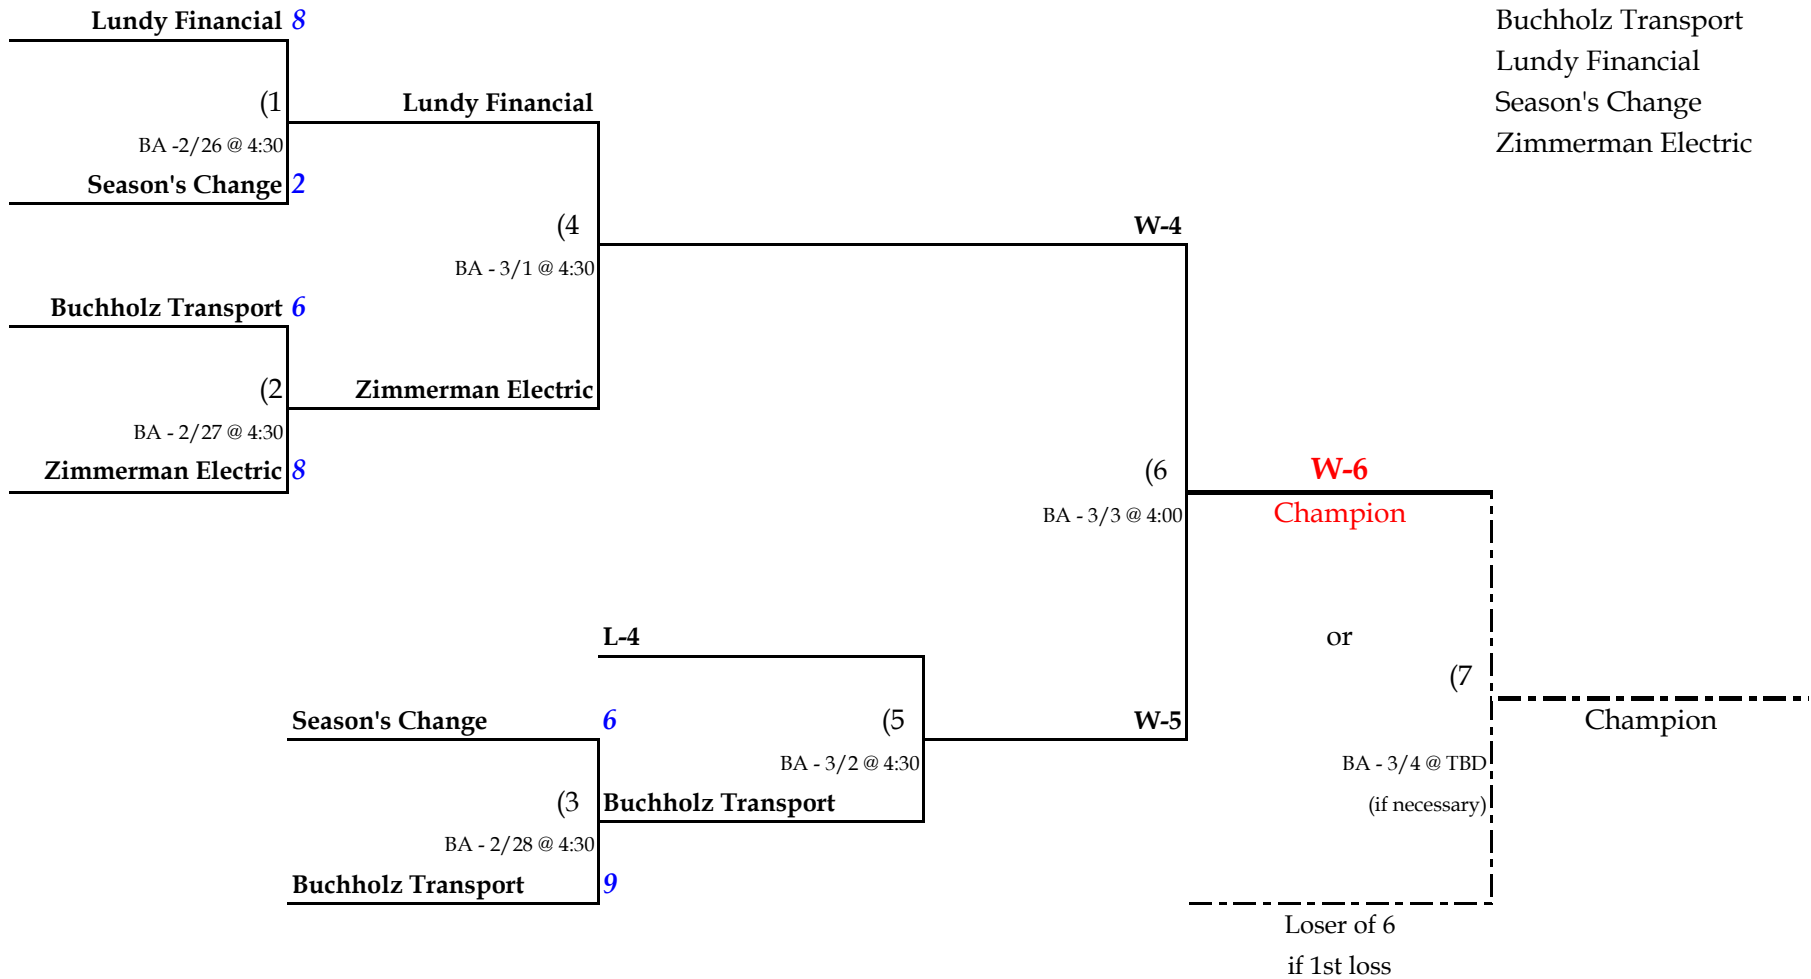 Lundy Financial 8
Buchholz Transport
Lundy Financial
(1
Lundy Financial
Season's Change
BA -2/26 @ 4:30
Zimmerman Electric
Season's Change 2
(4
W-4
BA - 3/1 @ 4:30
Buchholz Transport 6
(2
Zimmerman Electric
BA - 2/27 @ 4:30
Zimmerman Electric 8
(6
W-6
BA - 3/3 @ 4:00
Champion
L-4
or
(7
Season's Change 6
(5
W-5
Champion
BA - 3/2 @ 4:30
BA - 3/4 @ TBD
(3
Buchholz Transport
(if necessary)
BA - 2/28 @ 4:30
Buchholz Transport 9
Loser of 6
if 1st loss